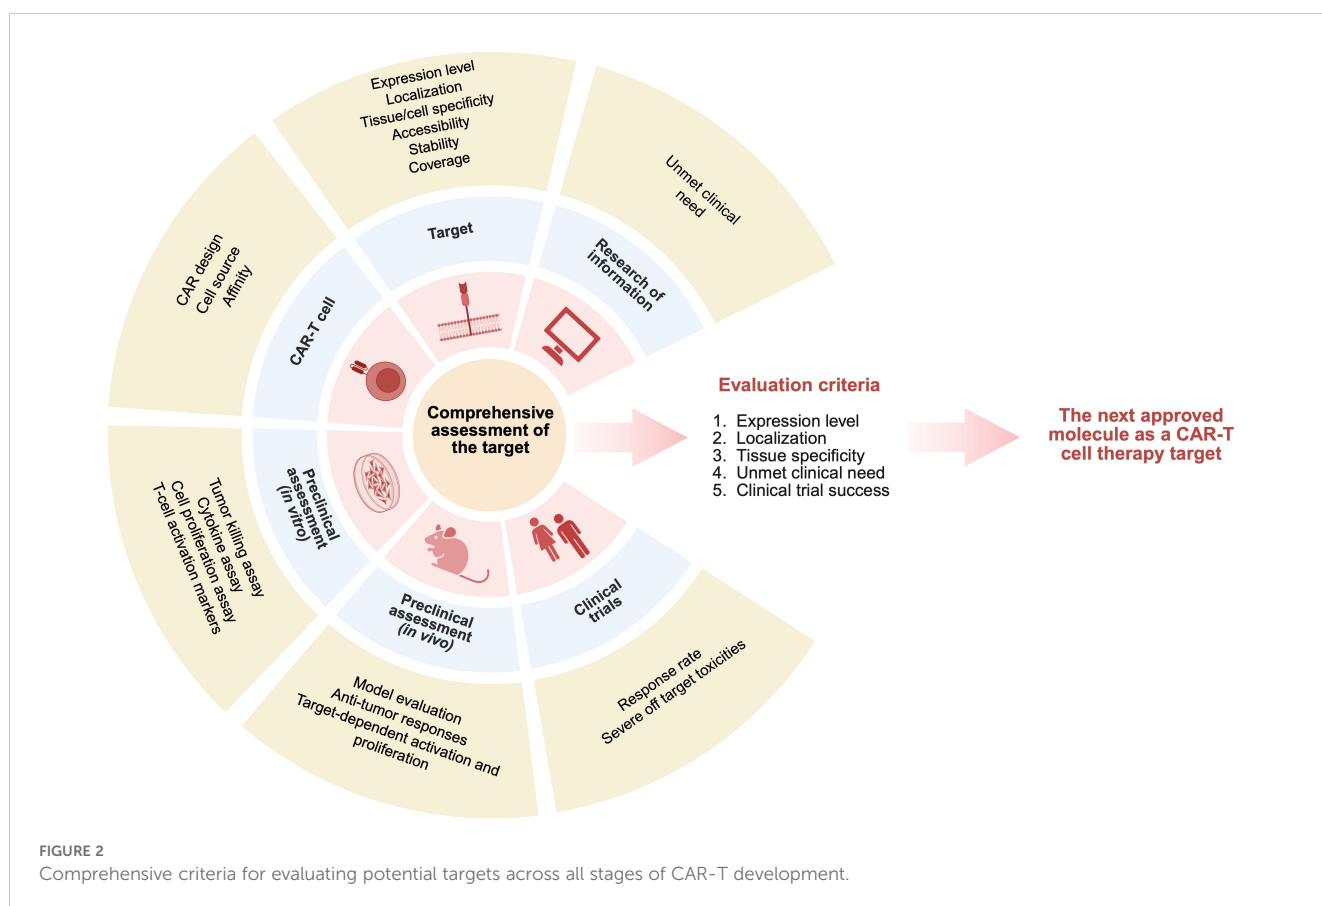 Expression level
Localization
Tissue/cell specificity
Accessibility
Stability
Coverage
Target
Unmet clinical
need
Research of
information
CAR design
Cell source
Affinity
CAR-T cell
Comprehensive
assessment of
the target
Evaluation criteria
1. Expression level
2. Localization
3. Tissue specificity
4. Unmet clinical need
5. Clinical trial success
The next approved
molecule as a CAR-T
cell therapy target
Preclinical
assessment
(in vitro)
Tumor killing assay
Cytokine assay
Cell proliferation assay
T-cell activation markers
Preclinical
assessment
(in vivo)
Model evaluation
Anti-tumor responses
Target-dependent activation and
proliferation
Clinical
trials
Response rate
Severe off target toxicities
FIGURE 2
Comprehensive criteria for evaluating potential targets across all stages of CAR-T development.